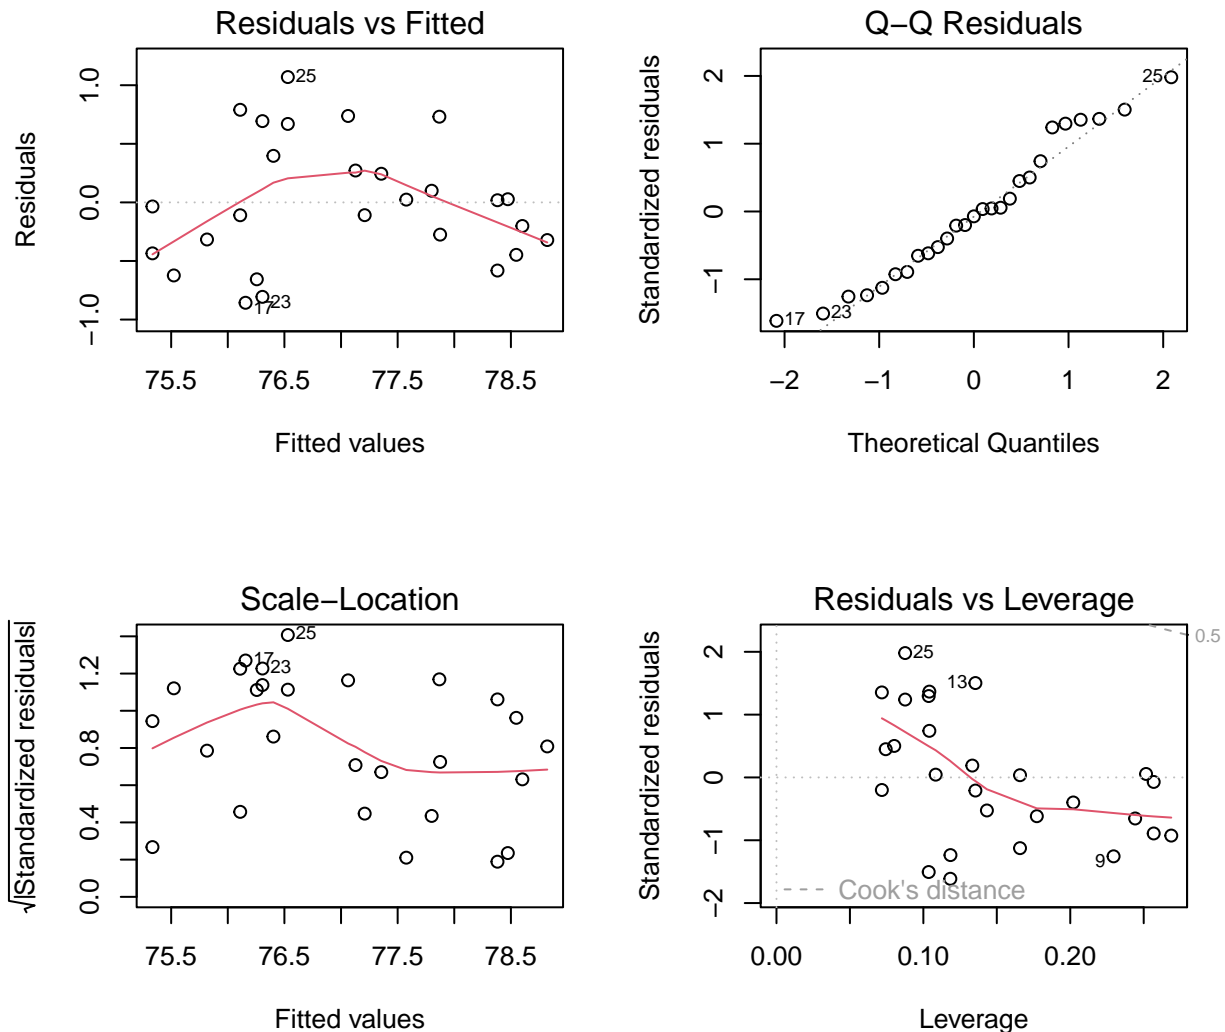 Residuals vs Fitted
Residuals
1.0
0.0
−1.0
25
17
23
75.5 76.5 77.5 78.5
Fitted values
Q−Q Residuals
Standardized residuals
2
1
0
−1
25
17
23
−2 −1 0 1 2
Theoretical Quantiles
Scale−Location
√|Standardized residuals|
1.2
0.8
0.4
0.0
25
17
23
75.5 76.5 77.5 78.5
Fitted values
Residuals vs Leverage
Standardized residuals
2
1
0
−1
−2
0.5
25
13
9
Cook's distance
0.00 0.10 0.20
Leverage